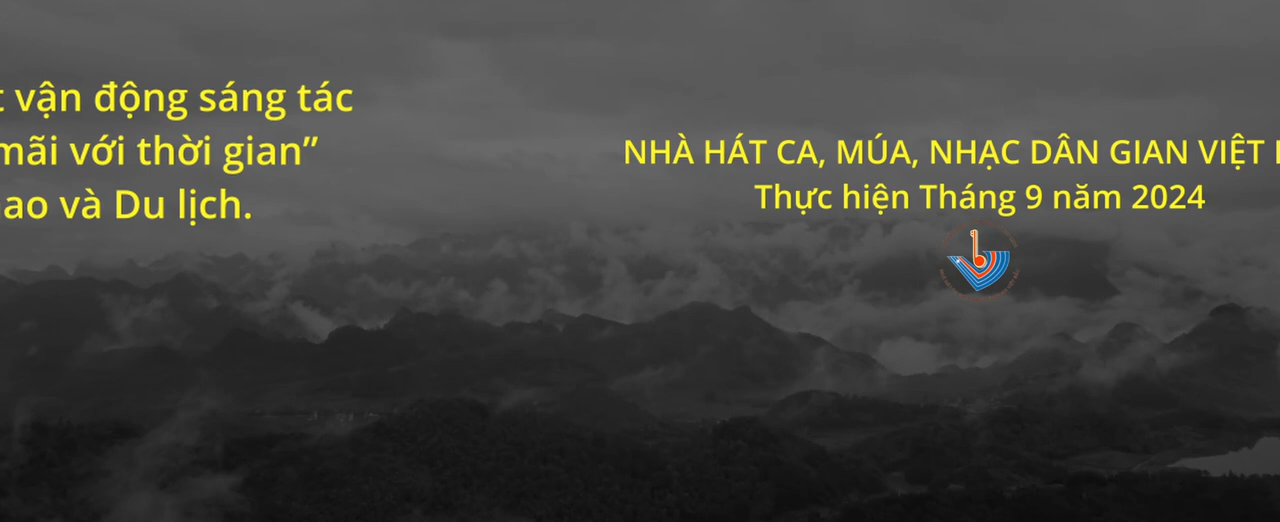 vận động sáng tác
mãi với thời gian”
và Du lịch.
NHÀ HÁT CA, MÚA, NHẠC DÂN GIAN VIỆT
Thực hiện Tháng 9 năm 2024